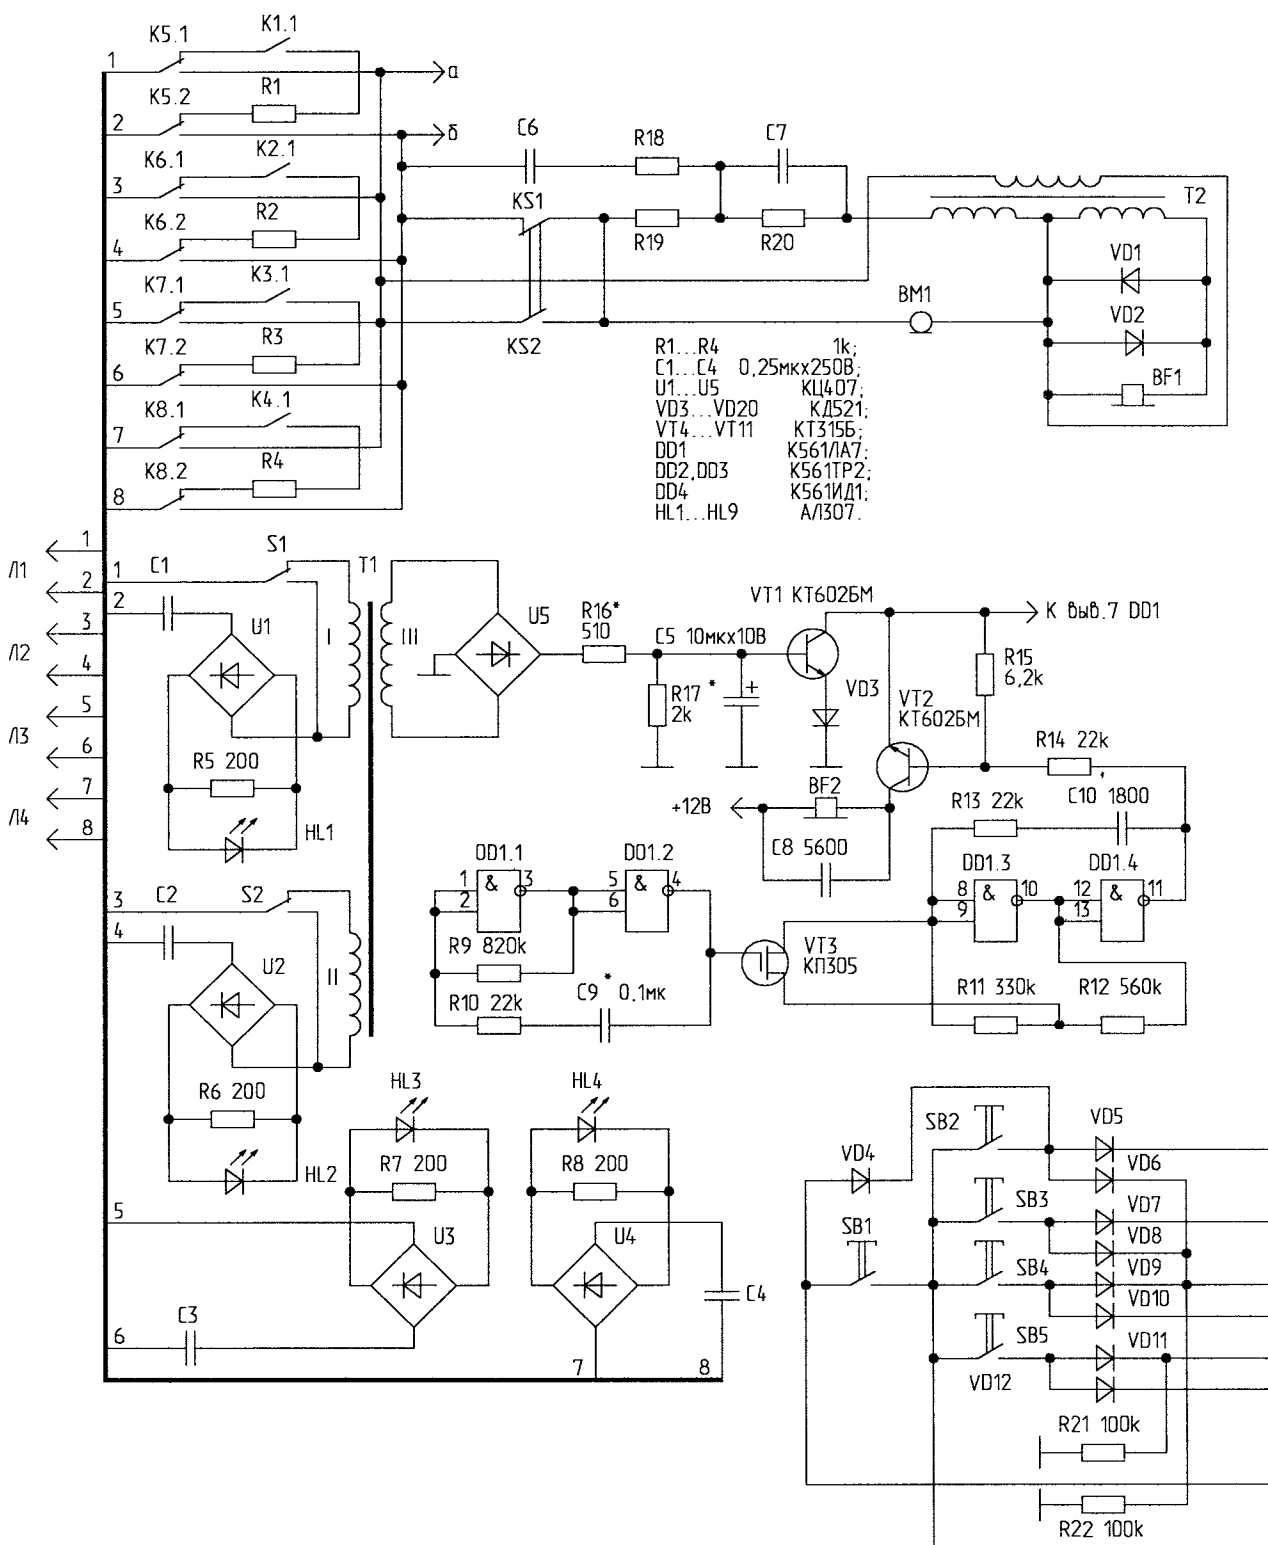 K5.1
K1.1
1
R1
а
K5.2
2
б
K6.1
K2.1
3
C6
R18
C7
R2
KS1
T2
K6.2
4
R19
R20
K7.1
K3.1
VD1
5
BM1
VD2
R3
KS2
K7.2
R1...R4 1k;
C1...C4 0,25мкх250В;
6
BF1
U1...U5 КЦ407;
K8.1
K4.1
VD3...VD20 КД521;
7
VT4...VT11 КТ315Б;
R4
DD1 К561ЛА7;
K8.2
DD2,DD3 К561ТР2;
DD4 К561ИД1;
8
HL1...HL9 АЛ307.
1
S1
T1
Л1
C1
1
2
2
VT1 КТ602БМ
К выв.7 DD1
3
U1
I
III
U5
R16*
510
C5 10мкх10В
Л2
4
R15
6,2k
R17 *
2k
+
VD3
VT2
КТ602БМ
5
Л3
6
R14 22k
R5 200
7
+12В
BF2
R13 22k
C10 1800
Л4
8
HL1
C8 5600
DD1.1
DD1.2
DD1.3
DD1.4
1
2
&
3
5
6
&
4
8
9
&
10
12
13
&
11
3
C2
S2
4
R9 820k
VT3
КП305
U2
II
R10 22k
C9 * 0,1мк
R11 330k
R12 560k
R6 200
HL3
HL4
SB2
VD5
VD4
VD6
HL2
R7 200
R8 200
SB3
VD7
5
U3
U4
SB1
VD8
SB4
VD9
C4
VD10
C3
6
SB5
VD11
7
8
VD12
R21 100k
R22 100k